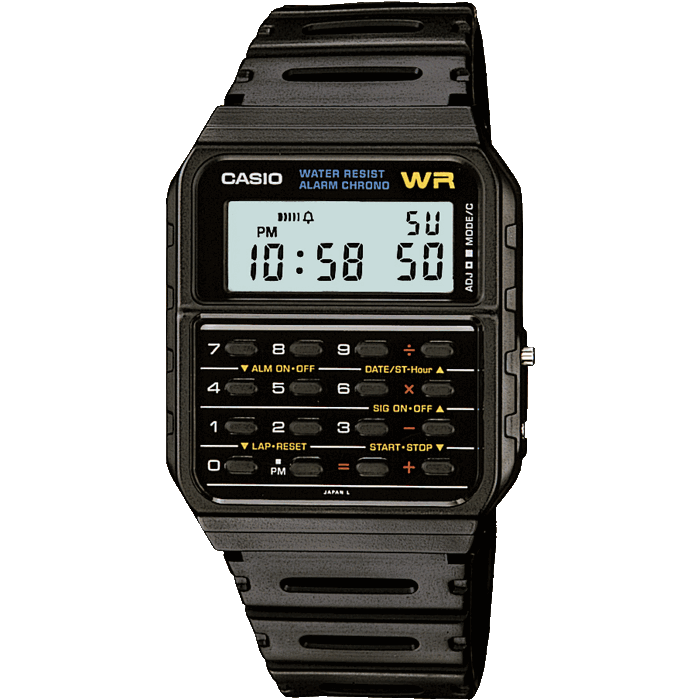 CASIO WATER RESIST WR
ALARM CHRONO
SU
PM
10:58 50
ADJ MODE/C
7 8 9 ÷
▼ ALM ON•OFF DATE/ST-Hour ▲
4 5 6 ×
SIG ON•OFF ▲
1 2 3 −
▼ LAP•RESET START•STOP ▼
0 PM = +
JAPAN L